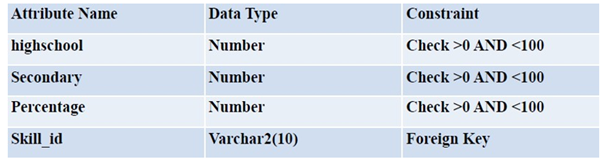 Attribute Name Data Type Constraint
highschool Number Check >0 AND <100
Secondary Number Check >0 AND <100
Percentage Number Check >0 AND <100
Skill_id Varchar2(10) Foreign Key